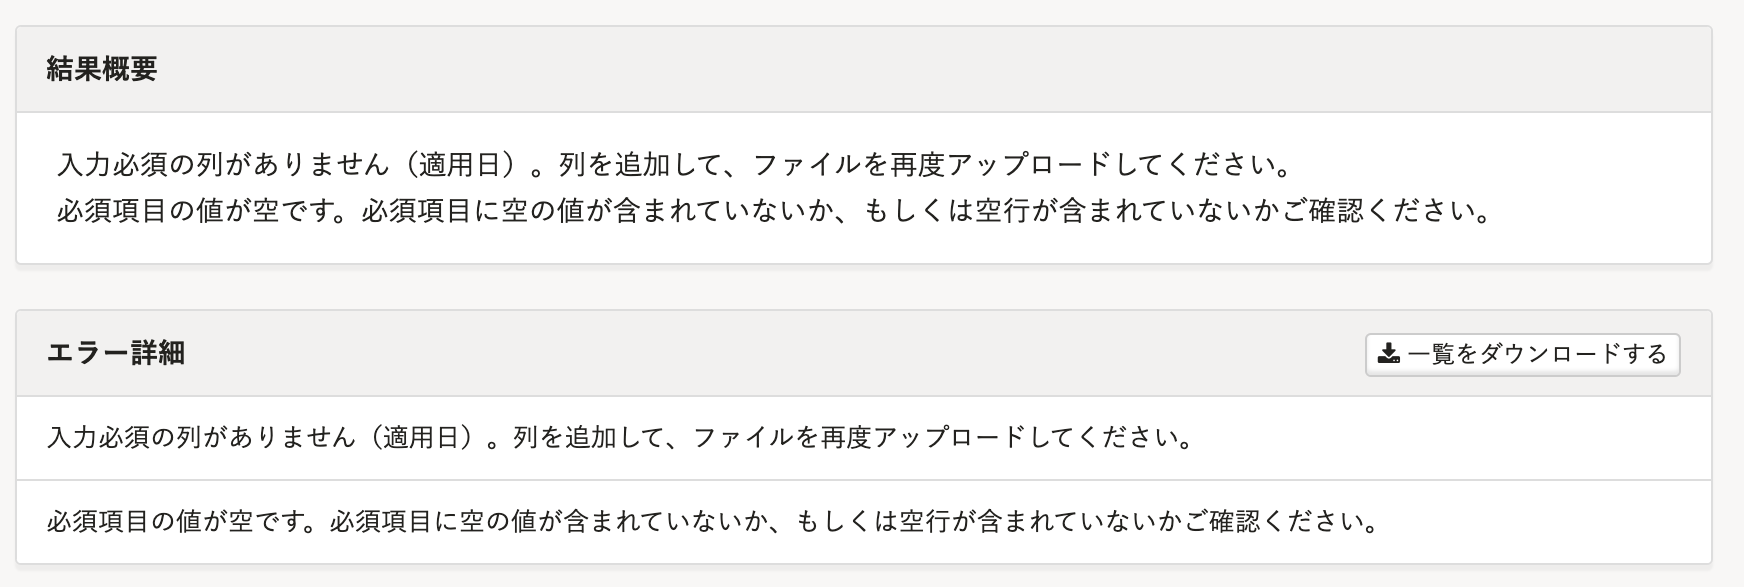 結果概要
入力必須の列がありません（適用日）。列を追加して、ファイルを再度アップロードしてください。
必須項目の値が空です。必須項目に空の値が含まれていないか、もしくは空行が含まれていないかご確認ください。
エラー詳細
一覧をダウンロードする
入力必須の列がありません（適用日）。列を追加して、ファイルを再度アップロードしてください。
必須項目の値が空です。必須項目に空の値が含まれていないか、もしくは空行が含まれていないかご確認ください。